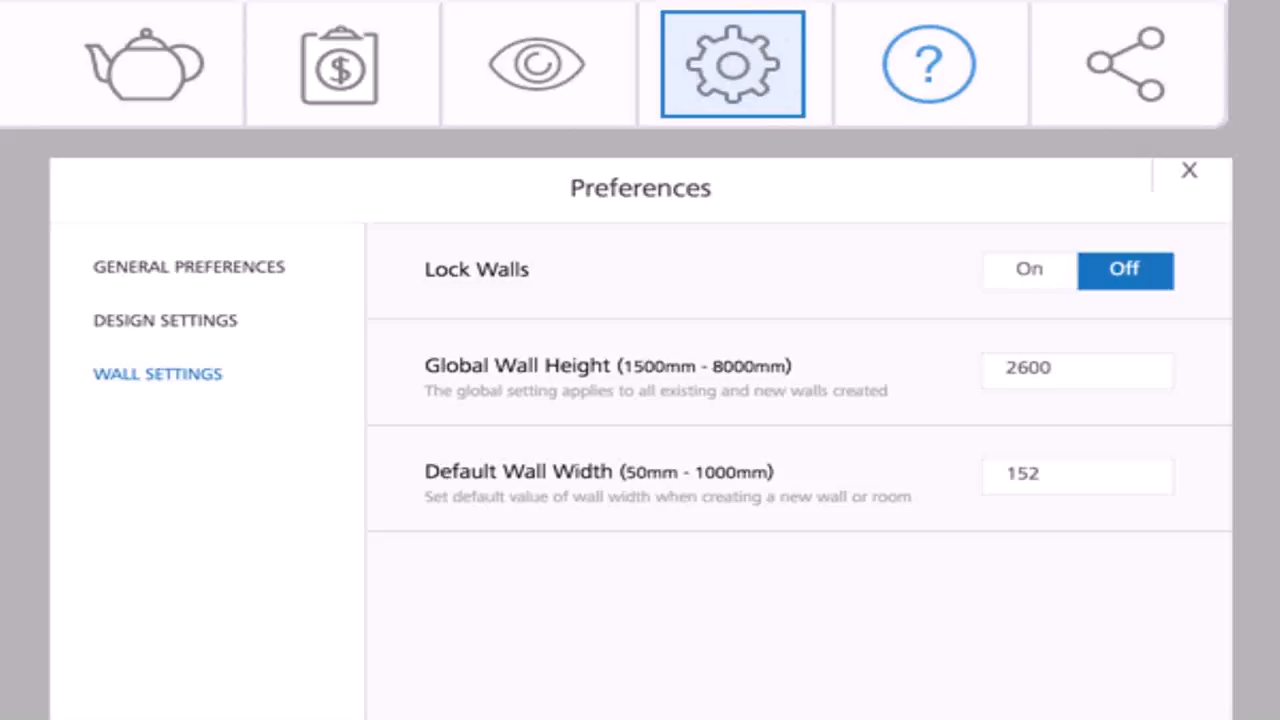 $
?
Preferences
X
GENERAL PREFERENCES
DESIGN SETTINGS
WALL SETTINGS
Lock Walls
On
Off
Global Wall Height (1500mm - 8000mm)
2600
The global setting applies to all existing and new walls created
Default Wall Width (50mm - 1000mm)
152
Set default value of wall width when creating a new wall or room